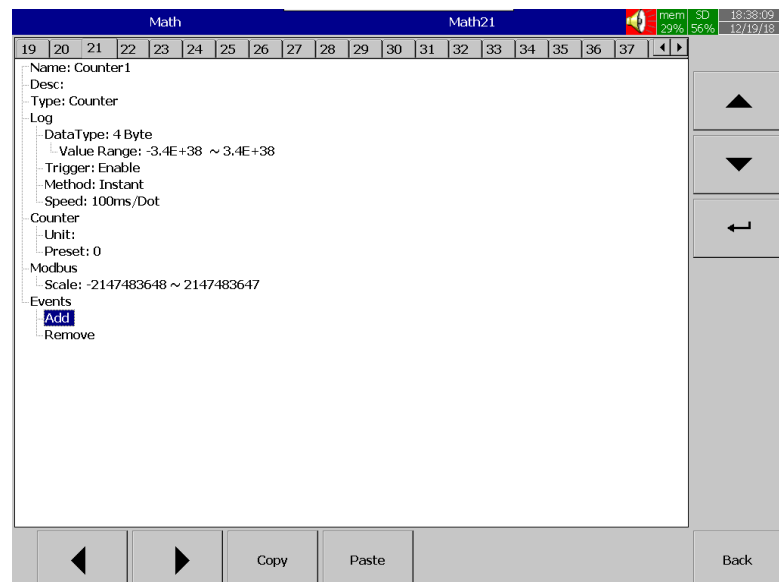 Math Math21 mem SD 18:38:09
29% 56% 12/19/18
19 20 21 22 23 24 25 26 27 28 29 30 31 32 33 34 35 36 37
Name: Counter1
Desc:
Type: Counter
Log
DataType: 4 Byte
Value Range: -3.4E+38 ~ 3.4E+38
Trigger: Enable
Method: Instant
Speed: 100ms/Dot
Counter
Unit:
Preset: 0
Modbus
Scale: -2147483648 ~ 2147483647
Events
Add
Remove
Copy Paste Back